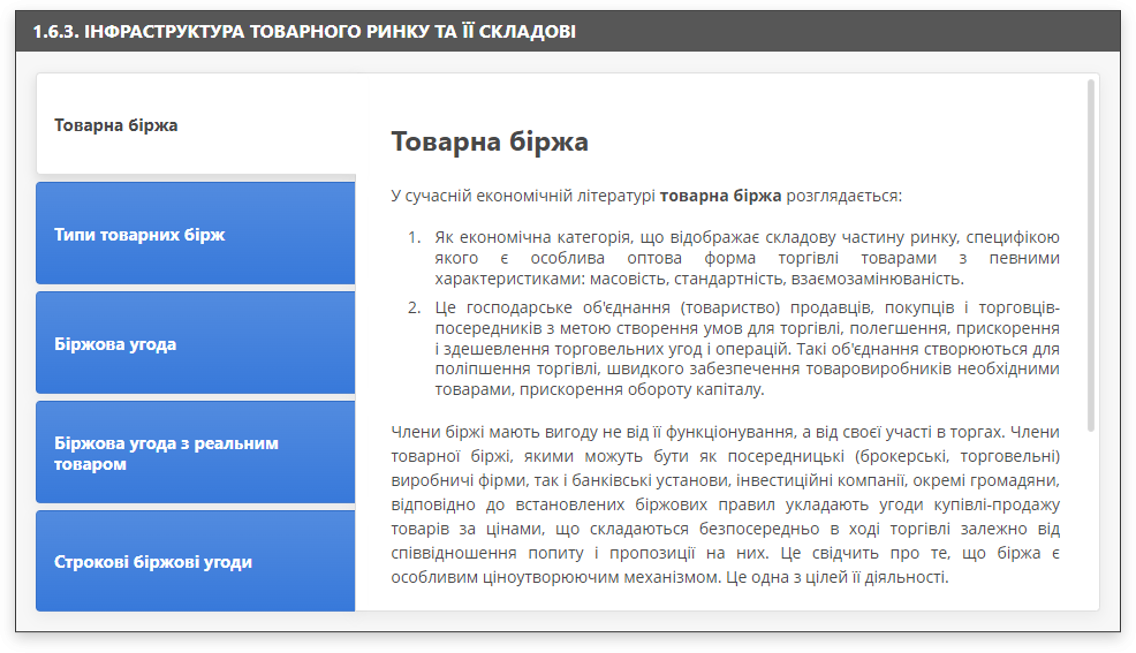 1.6.3. ІНФРАСТРУКТУРА ТОВАРНОГО РИНКУ ТА ЇЇ СКЛАДОВІ
Товарна біржа
Типи товарних бірж
Біржова угода
Біржова угода з реальним
товаром
Строкові біржові угоди
Товарна біржа
У сучасній економічній літературі товарна біржа розглядається:
1. Як економічна категорія, що відображає складову частину ринку, специфікою
якого є особлива оптова форма торгівлі товарами з певними
характеристиками: масовість, стандартність, взаємозамінюваність.
2. Це господарське об'єднання (товариство) продавців, покупців і торговців-
посередників з метою створення умов для торгівлі, полегшення, прискорення
і здешевлення торговельних угод і операцій. Такі об'єднання створюються для
поліпшення торгівлі, швидкого забезпечення товаровиробників необхідними
товарами, прискорення обороту капіталу.
Члени біржі мають вигоду не від її функціонування, а від своєї участі в торгах. Члени
товарної біржі, якими можуть бути як посередницькі (брокерські, торговельні)
виробничі фірми, так і банківські установи, інвестиційні компанії, окремі громадяни,
відповідно до встановлених біржових правил укладають угоди купівлі-продажу
товарів за цінами, що складаються безпосередньо в ході торгівлі залежно від
співвідношення попиту і пропозиції на них. Це свідчить про те, що біржа є
особливим ціноутворюючим механізмом. Це одна з цілей її діяльності.